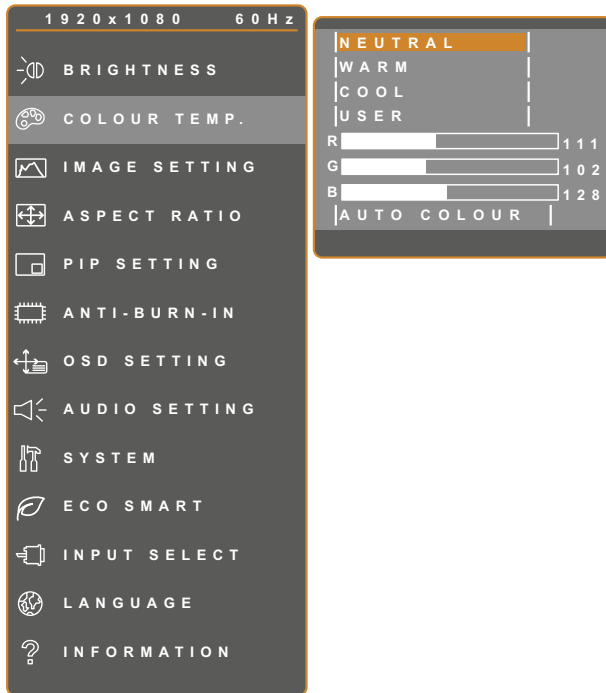 1920x1080 60Hz
BRIGHTNESS
COLOUR TEMP.
IMAGE SETTING
ASPECT RATIO
PIP SETTING
ANTI-BURN-IN
OSD SETTING
AUDIO SETTING
SYSTEM
ECO SMART
INPUT SELECT
LANGUAGE
INFORMATION
NEUTRAL
WARM
COOL
USER
R 111
G 102
B 128
AUTO COLOUR